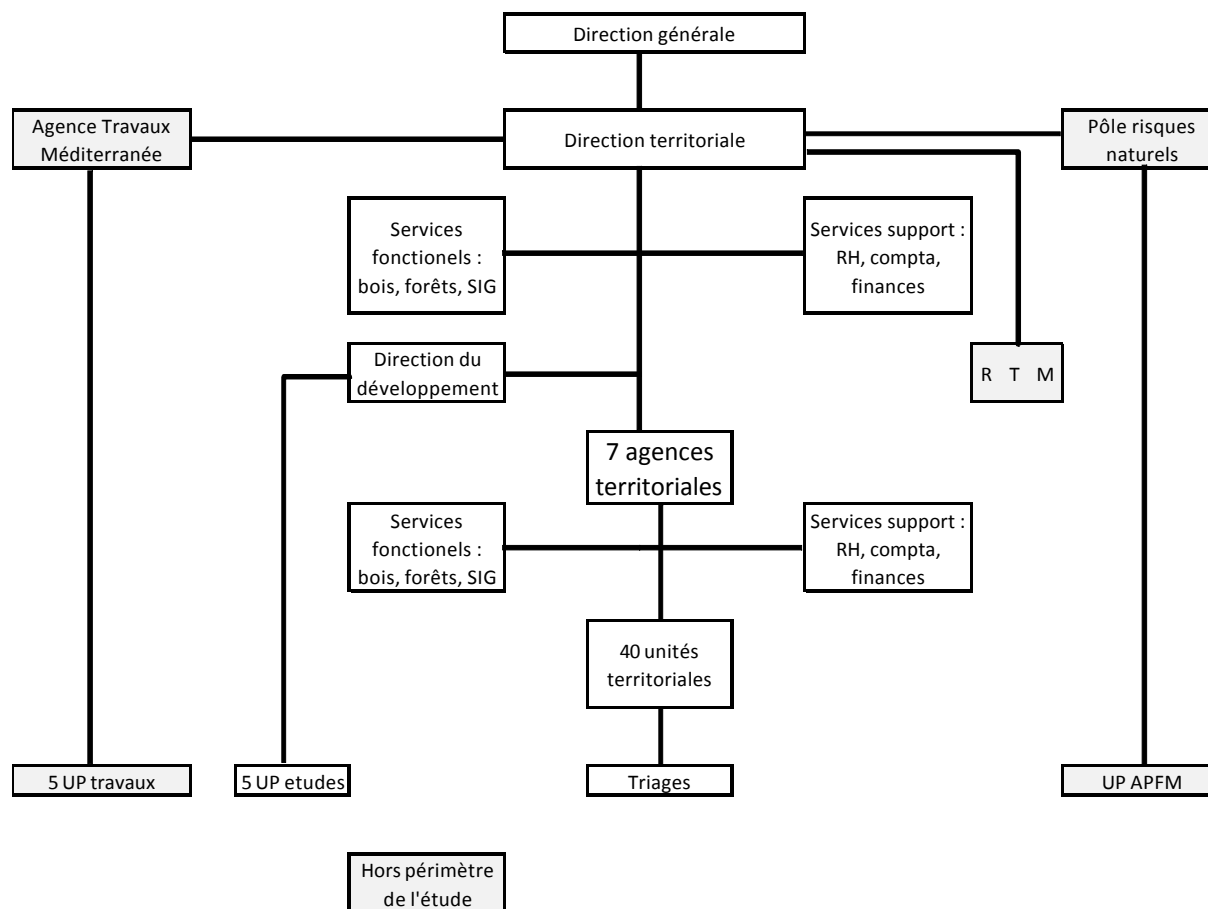 Direction générale
Agence Travaux
Méditerranée
Direction territoriale
Pôle risques
naturels
Services
fonctionels :
bois, forêts, SIG
Services support :
RH, compta,
finances
Direction du
développement
R T M
7 agences
territoriales
Services
fonctionels :
bois, forêts, SIG
Services support :
RH, compta,
finances
40 unités
territoriales
5 UP travaux
5 UP etudes
Triages
UP APFM
Hors périmètre
de l'étude